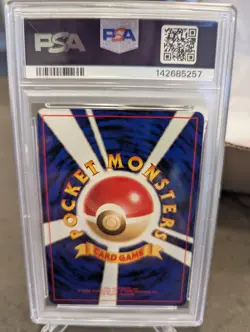 PSA
PSA
142685257
POCKET MONSTERS
CARD GAME